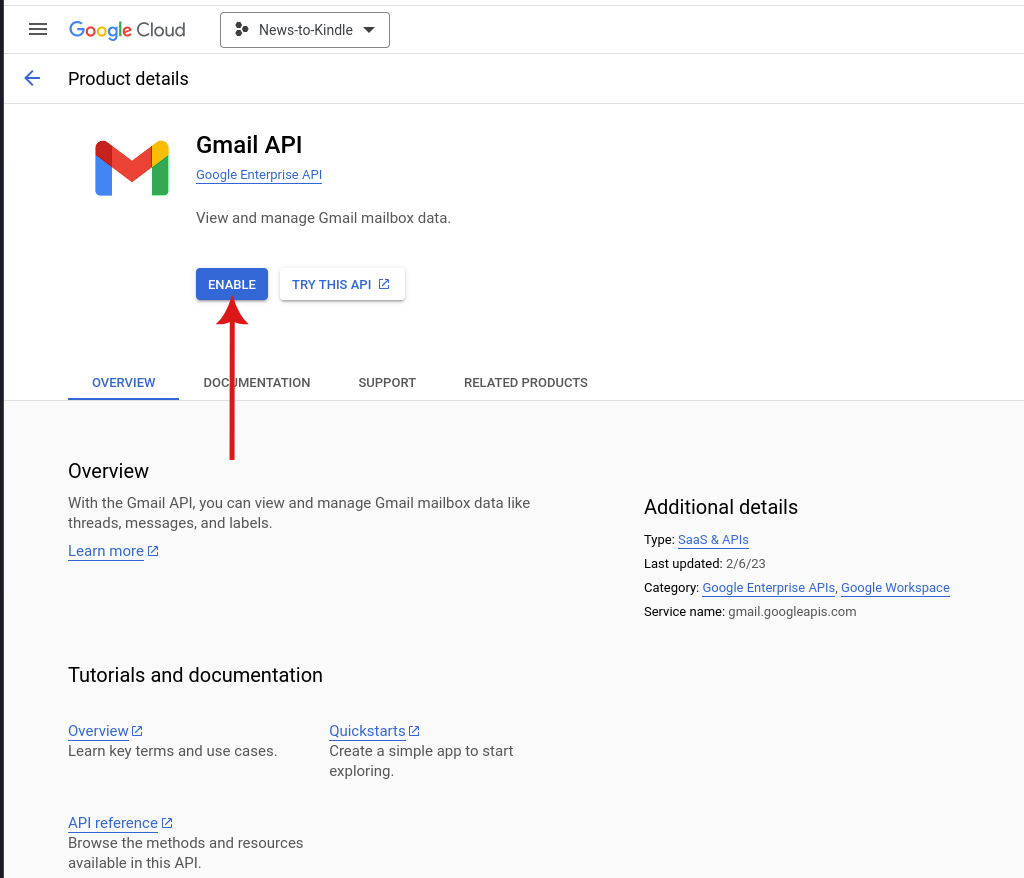 Google Cloud
News-to-Kindle
Product details
Gmail API
Google Enterprise API
View and manage Gmail mailbox data.
ENABLE
TRY THIS API
OVERVIEW
DOCUMENTATION
SUPPORT
RELATED PRODUCTS
Overview
With the Gmail API, you can view and manage Gmail mailbox data like
threads, messages, and labels.
Learn more
Additional details
Type: SaaS & APIs
Last updated: 2/6/23
Category: Google Enterprise APIs, Google Workspace
Service name: gmail.googleapis.com
Tutorials and documentation
Overview
Learn key terms and use cases.
Quickstarts
Create a simple app to start
exploring.
API reference
Browse the methods and resources
available in this API.